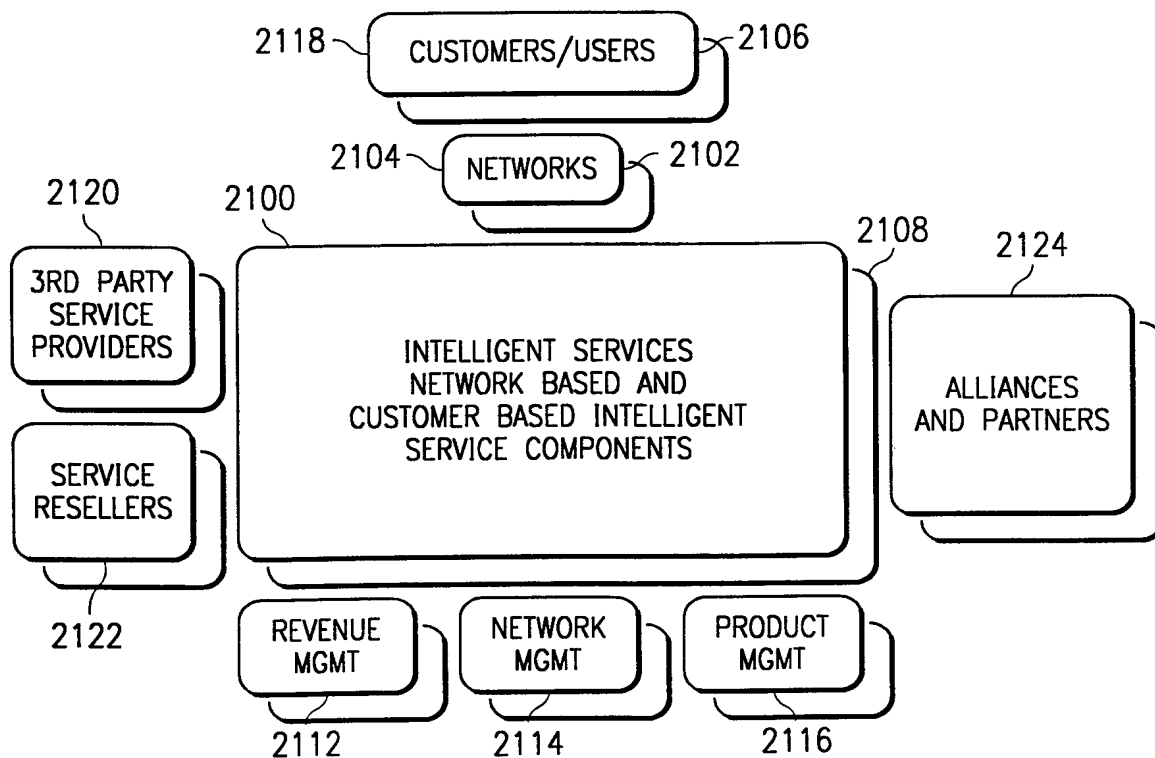 2118
CUSTOMERS/USERS
2106
2104
NETWORKS
2102
2120
2100
2108
2124
3RD PARTY
SERVICE
PROVIDERS
INTELLIGENT SERVICES
NETWORK BASED AND
CUSTOMER BASED INTELLIGENT
SERVICE COMPONENTS
ALLIANCES
AND PARTNERS
SERVICE
RESELLERS
2122
REVENUE
MGMT
NETWORK
MGMT
PRODUCT
MGMT
2112
2114
2116